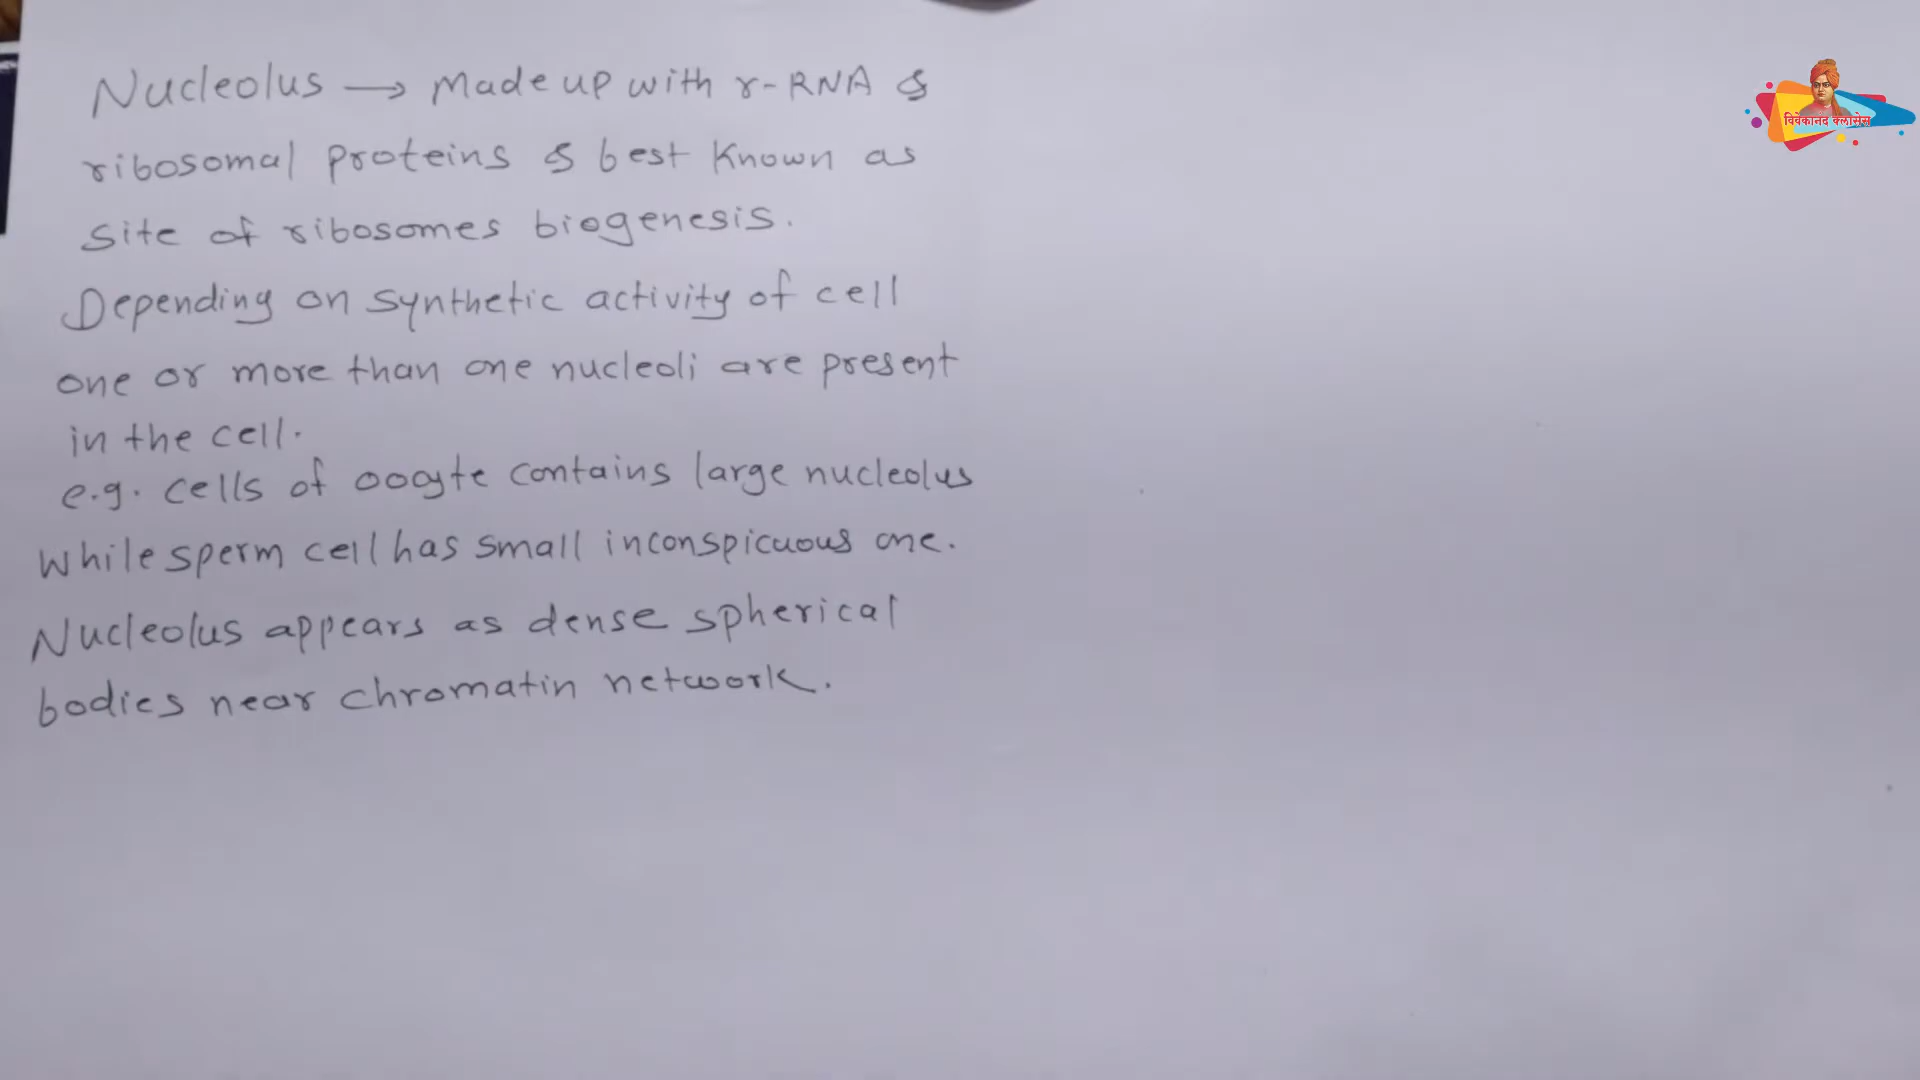 Nucleolus → Made up with r-RNA &
ribosomal proteins & best known as
site of ribosomes biogenesis.
Depending on synthetic activity of cell
one or more than one nucleoli are present
in the cell.
e.g. cells of oocyte contains large nucleolus
While sperm cell has small inconspicuous one.
Nucleolus appears as dense spherical
bodies near chromatin network.
विवेकानंद क्लासेस